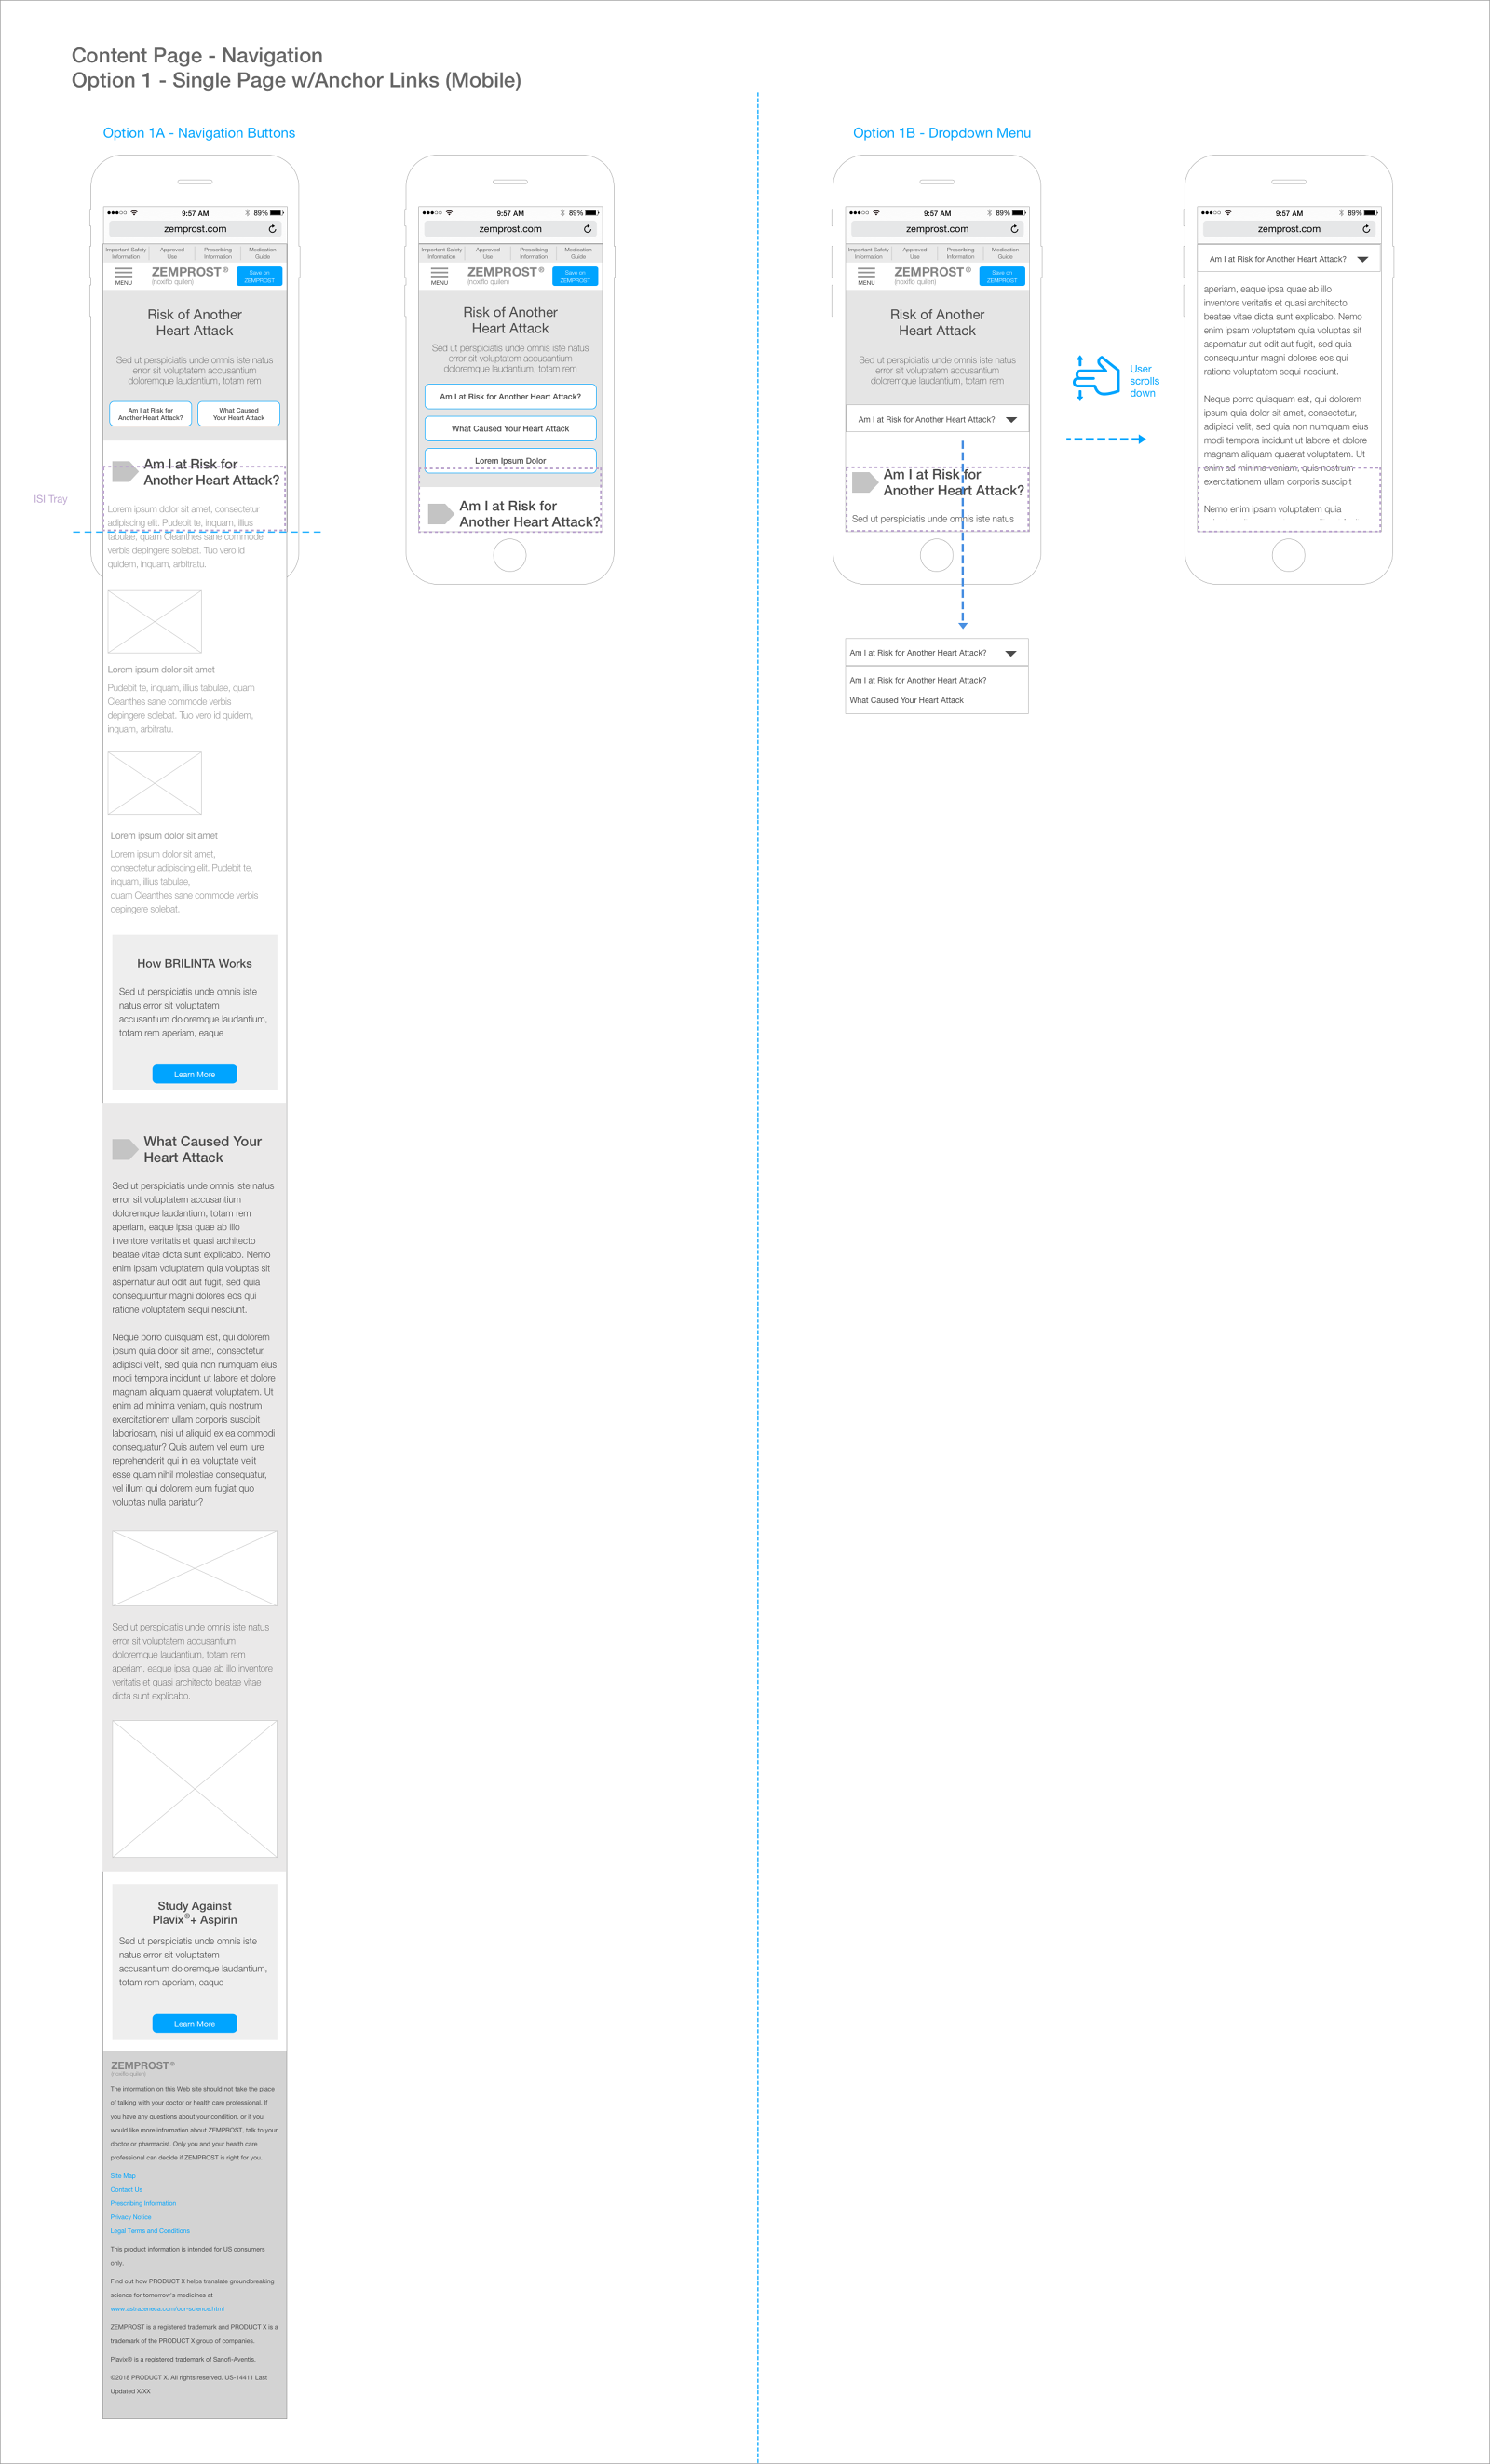 Content Page - Navigation
Option 1 - Single Page w/Anchor Links (Mobile)
Option 1A - Navigation Buttons
9:57 AM
89%
zemprost.com
Important Safety
Information
Approved
Use
Prescribing
Information
Medication
Guide
MENU
ZEMPROST®
(noxiflo quilen)
Save on
ZEMPROST
Risk of Another
Heart Attack
Sed ut perspiciatis unde omnis iste natus
error sit voluptatem accusantium
doloremque laudantium, totam rem
Am I at Risk for
Another Heart Attack?
What Caused
Your Heart Attack
Am I at Risk for
Another Heart Attack?
ISI Tray
Lorem ipsum dolor sit amet, consectetur
adipiscing elit. Pudebit te, inquam, illius
tabulae, quam Cleanthes sane commode
verbis depingere solebat. Tuo vero id
quidem, inquam, arbitratu.
Lorem ipsum dolor sit amet
Pudebit te, inquam, illius tabulae, quam
Cleanthes sane commode verbis
depingere solebat. Tuo vero id quidem,
inquam, arbitratu.
Lorem ipsum dolor sit amet
Lorem ipsum dolor sit amet,
consectetur adipiscing elit. Pudebit te,
inquam, illius tabulae,
quam Cleanthes sane commode verbis
depingere solebat.
How BRILINTA Works
Sed ut perspiciatis unde omnis iste
natus error sit voluptatem
accusantium doloremque laudantium,
totam rem aperiam, eaque
Learn More
What Caused Your
Heart Attack
Sed ut perspiciatis unde omnis iste natus
error sit voluptatem accusantium
doloremque laudantium, totam rem
aperiam, eaque ipsa quae ab illo
inventore veritatis et quasi architecto
beatae vitae dicta sunt explicabo. Nemo
enim ipsam voluptatem quia voluptas sit
aspernatur aut odit aut fugit, sed quia
consequuntur magni dolores eos qui
ratione voluptatem sequi nesciunt.
Neque porro quisquam est, qui dolorem
ipsum quia dolor sit amet, consectetur,
adipisci velit, sed quia non numquam eius
modi tempora incidunt ut labore et dolore
magnam aliquam quaerat voluptatem. Ut
enim ad minima veniam, quis nostrum
exercitationem ullam corporis suscipit
laboriosam, nisi ut aliquid ex ea commodi
consequatur? Quis autem vel eum iure
reprehenderit qui in ea voluptate velit
esse quam nihil molestiae consequatur,
vel illum qui dolorem eum fugiat quo
voluptas nulla pariatur?
Sed ut perspiciatis unde omnis iste natus
error sit voluptatem accusantium
doloremque laudantium, totam rem
aperiam, eaque ipsa quae ab illo inventore
veritatis et quasi architecto beatae vitae
dicta sunt explicabo.
Study Against
Plavix®+ Aspirin
Sed ut perspiciatis unde omnis iste
natus error sit voluptatem
accusantium doloremque laudantium,
totam rem aperiam, eaque
Learn More
ZEMPROST®
(noxiflo quilen)
The information on this Web site should not take the place
of talking with your doctor or health care professional. If
you have any questions about your condition, or if you
would like more information about ZEMPROST, talk to your
doctor or pharmacist. Only you and your health care
professional can decide if ZEMPROST is right for you.
Site Map
Contact Us
Prescribing Information
Privacy Notice
Legal Terms and Conditions
This product information is intended for US consumers
only.
Find out how PRODUCT X helps translate groundbreaking
science for tomorrow's medicines at
www.astrazeneca.com/our-science.html
ZEMPROST is a registered trademark and PRODUCT X is a
trademark of the PRODUCT X group of companies.
Plavix® is a registered trademark of Sanofi-Aventis.
©2018 PRODUCT X. All rights reserved. US-14411 Last
Updated X/XX
9:57 AM
89%
zemprost.com
Important Safety
Information
Approved
Use
Prescribing
Information
Medication
Guide
MENU
ZEMPROST®
(noxiflo quilen)
Save on
ZEMPROST
Risk of Another
Heart Attack
Sed ut perspiciatis unde omnis iste natus
error sit voluptatem accusantium
doloremque laudantium, totam rem
Am I at Risk for Another Heart Attack?
What Caused Your Heart Attack
Lorem Ipsum Dolor
Am I at Risk for
Another Heart Attack?
Option 1B - Dropdown Menu
9:57 AM
89%
zemprost.com
Important Safety
Information
Approved
Use
Prescribing
Information
Medication
Guide
MENU
ZEMPROST®
(noxiflo quilen)
Save on
ZEMPROST
Risk of Another
Heart Attack
Sed ut perspiciatis unde omnis iste natus
error sit voluptatem accusantium
doloremque laudantium, totam rem
Am I at Risk for Another Heart Attack?
Am I at Risk for
Another Heart Attack?
Sed ut perspiciatis unde omnis iste natus
Am I at Risk for Another Heart Attack?
Am I at Risk for Another Heart Attack?
What Caused Your Heart Attack
User
scrolls
down
9:57 AM
89%
zemprost.com
Am I at Risk for Another Heart Attack?
aperiam, eaque ipsa quae ab illo
inventore veritatis et quasi architecto
beatae vitae dicta sunt explicabo. Nemo
enim ipsam voluptatem quia voluptas sit
aspernatur aut odit aut fugit, sed quia
consequuntur magni dolores eos qui
ratione voluptatem sequi nesciunt.
Neque porro quisquam est, qui dolorem
ipsum quia dolor sit amet, consectetur,
adipisci velit, sed quia non numquam eius
modi tempora incidunt ut labore et dolore
magnam aliquam quaerat voluptatem. Ut
enim ad minima veniam, quis nostrum
exercitationem ullam corporis suscipit
Nemo enim ipsam voluptatem quia